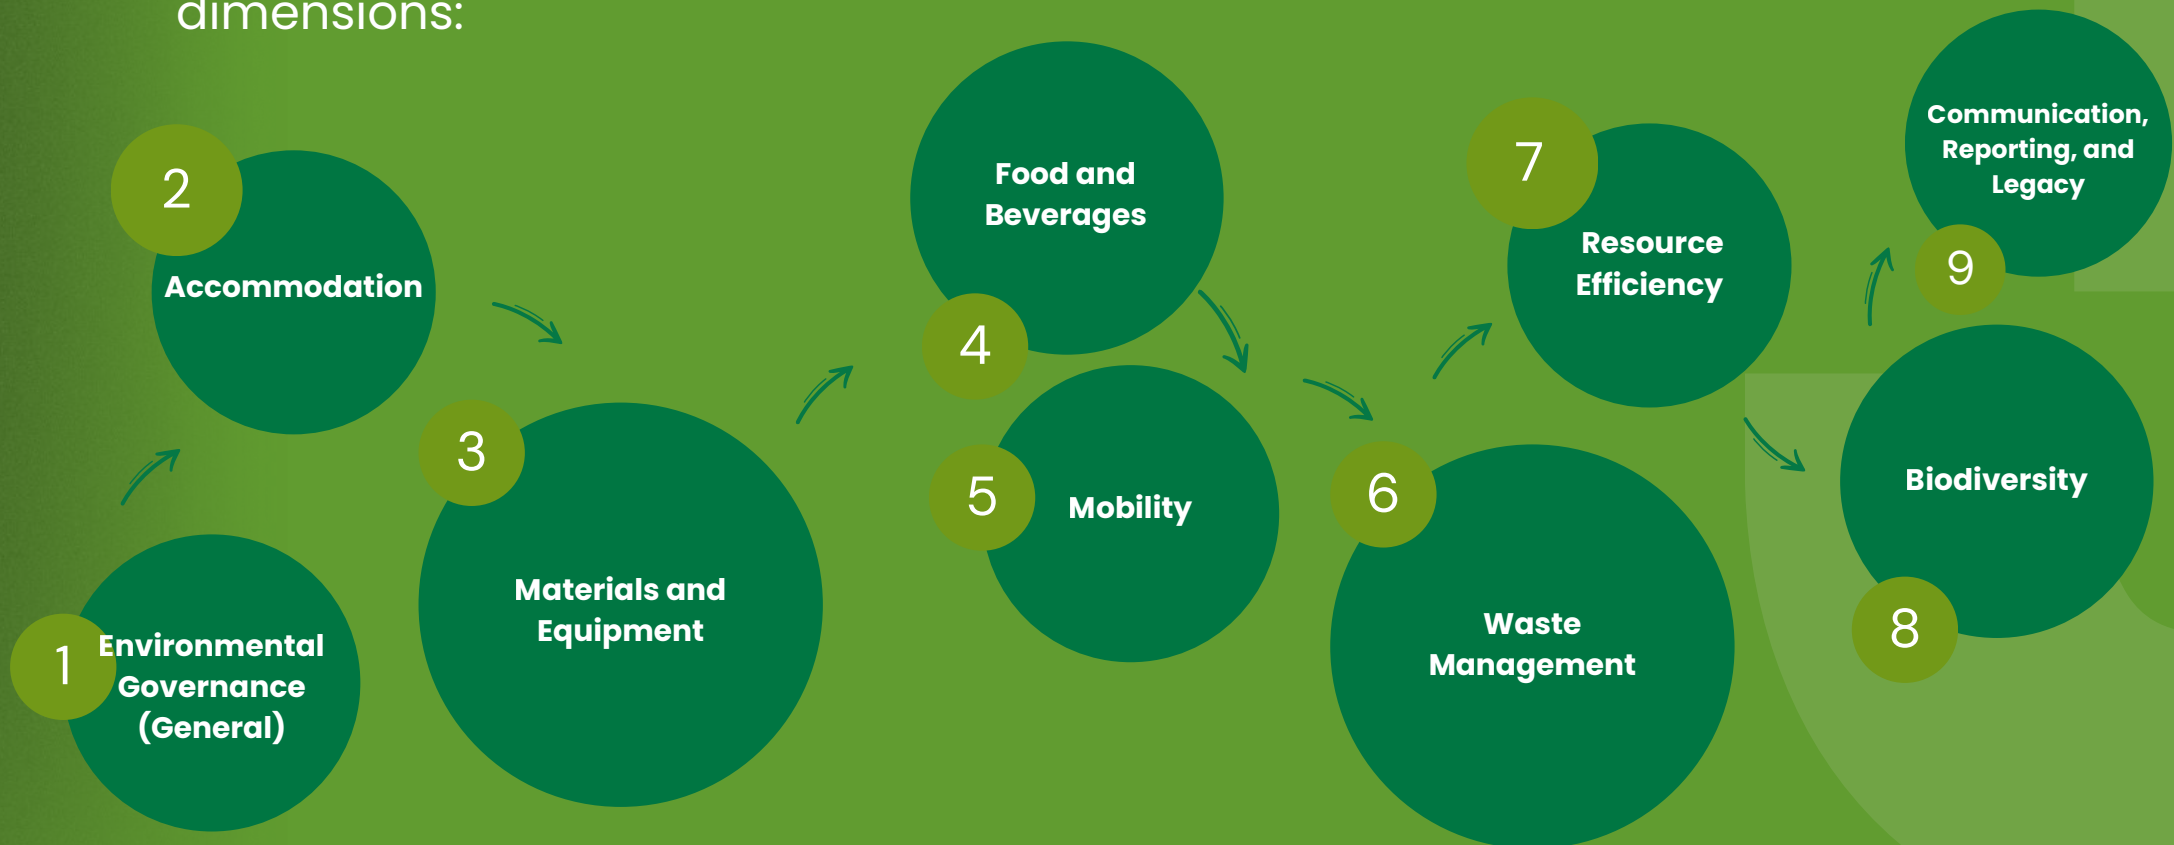 dimensions:
1
Environmental
Governance
(General)
2
Accommodation
3
Materials and
Equipment
4
Food and
Beverages
5
Mobility
6
Waste
Management
7
Resource
Efficiency
8
Biodiversity
9
Communication,
Reporting, and
Legacy